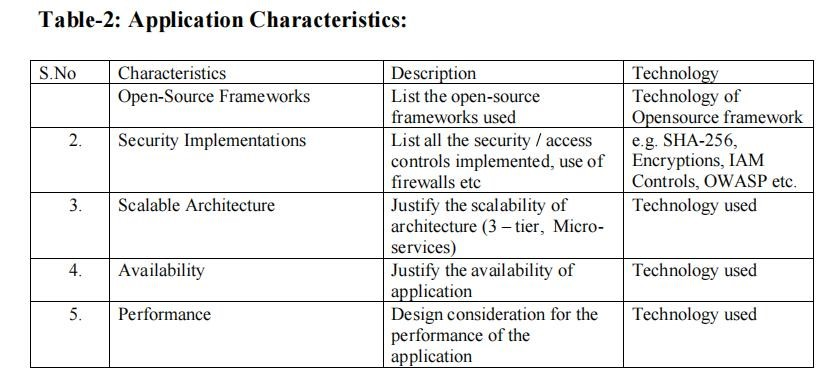 Table-2: Application Characteristics:
S.No Characteristics Description Technology
Open-Source Frameworks List the open-source Technology of
frameworks used Opensource framework
2. Security Implementations List all the security / access e.g. SHA-256,
controls implemented, use of Encryptions, IAM
firewalls etc Controls, OWASP etc.
3. Scalable Architecture Justify the scalability of Technology used
architecture (3 – tier, Micro-
services)
4. Availability Justify the availability of Technology used
application
5. Performance Design consideration for the Technology used
performance of the
application